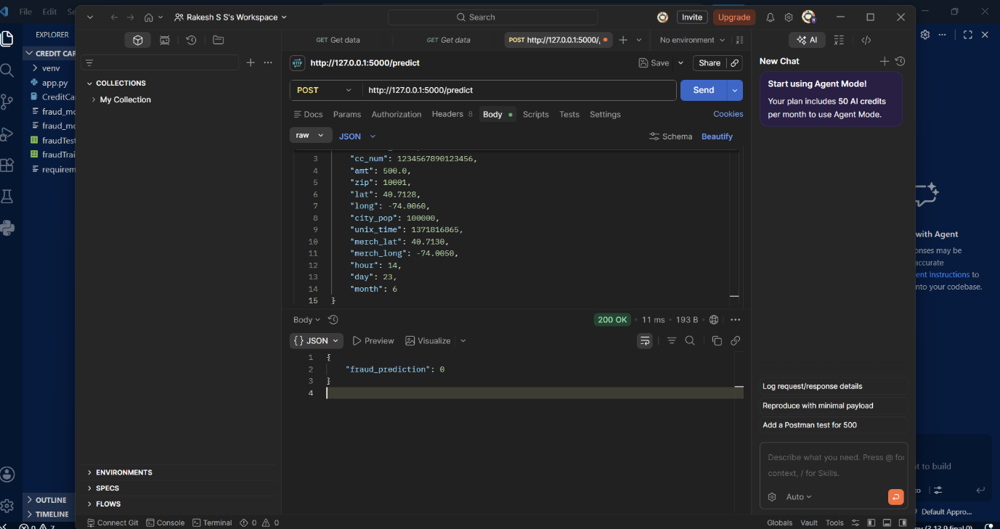 File Edit Se
Rakesh S S's Workspace
Search
Invite
Upgrade
EXPLORER
CREDIT CAR
venv
app.py
CreditCa
fraud_mo
fraud_mo
fraudTest
fraudTrai
requirem
OUTLINE
TIMELINE
COLLECTIONS
My Collection
ENVIRONMENTS
SPECS
FLOWS
GET Get data
GET Get data
POST http://127.0.0.1:5000/
No environment
HTTP http://127.0.0.1:5000/predict
Save
Share
POST http://127.0.0.1:5000/predict
Send
Docs Params Authorization Headers 8 Body Scripts Tests Settings
Cookies
raw JSON
Schema Beautify
3 "cc_num": 1234567890123456,
4 "amt": 500.0,
5 "zip": 10001,
6 "lat": 40.7128,
7 "long": -74.0060,
8 "city_pop": 100000,
9 "unix_time": 1371816865,
10 "merch_lat": 40.7130,
11 "merch_long": -74.0050,
12 "hour": 14,
13 "day": 23,
14 "month": 6
15 }
Body
200 OK • 11 ms • 193 B
{} JSON Preview Visualize
1 {
2 "fraud_prediction": 0
3 }
4
AI
New Chat
Start using Agent Mode!
Your plan includes 50 AI credits
per month to use Agent Mode.
Log request/response details
Reproduce with minimal payload
Add a Postman test for 500
Describe what you need. Press @ for
context, / for Skills.
Auto
with Agent
onses may be
accurate
ent Instructions to
nto your codebase.
t to build
Default Appro...
Connect Git Console Terminal 0 0
Globals Vault Tools
0 7
(3.13.9 final 0)